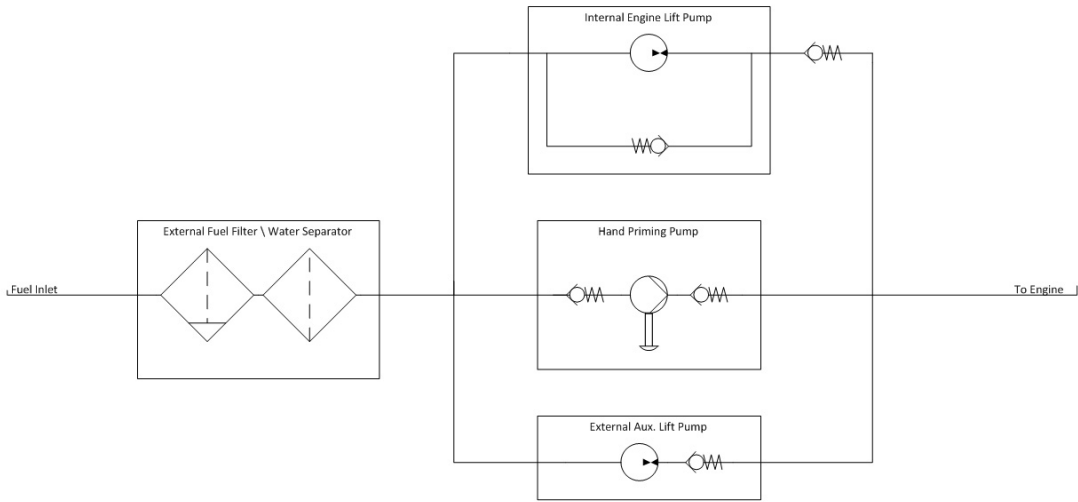 Internal Engine Lift Pump
External Fuel Filter \ Water Separator
Hand Priming Pump
Fuel Inlet
To Engine
External Aux. Lift Pump